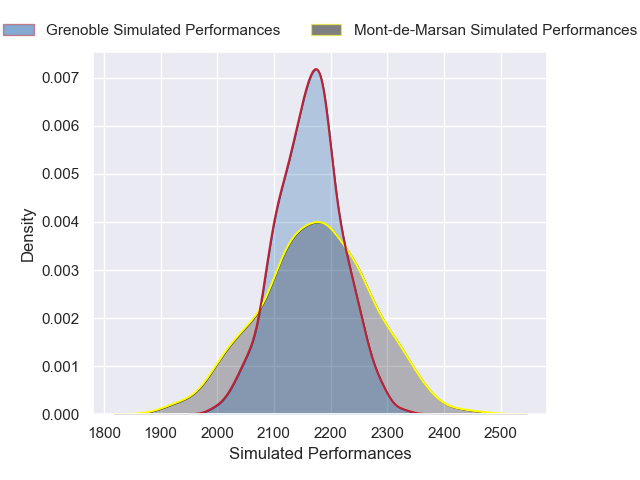 Grenoble Simulated Performances Mont-de-Marsan Simulated Performances
0.007
0.006
0.005
0.004
0.003
0.002
0.001
0.000
Density
1800 1900 2000 2100 2200 2300 2400 2500
Simulated Performances